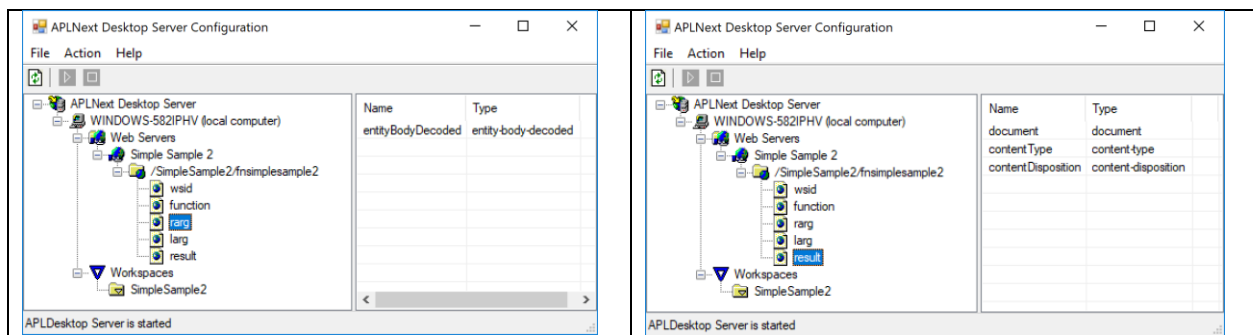 APLNext Desktop Server Configuration
File Action Help
APLNext Desktop Server
WINDOWS-582IPHV (local computer)
Web Servers
Simple Sample 2
/SimpleSample2/fnsimplesample2
wsid
function
rarg
larg
result
Workspaces
SimpleSample2
Name Type
entityBodyDecoded entity-body-decoded
APLDesktop Server is started
APLNext Desktop Server Configuration
File Action Help
APLNext Desktop Server
WINDOWS-582IPHV (local computer)
Web Servers
Simple Sample 2
/SimpleSample2/fnsimplesample2
wsid
function
rarg
larg
result
Workspaces
SimpleSample2
Name Type
document document
contentType content-type
contentDisposition content-disposition
APLDesktop Server is started